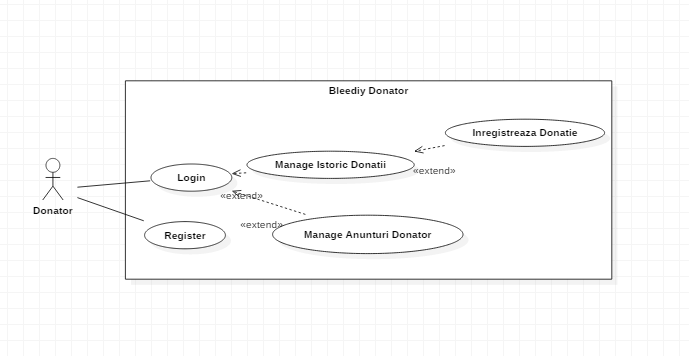 Bleediy Donator
Inregistreaza Donatie
Manage Istoric Donatii
«extend»
Login
«extend»
Donator
«extend»
Register
Manage Anunturi Donator